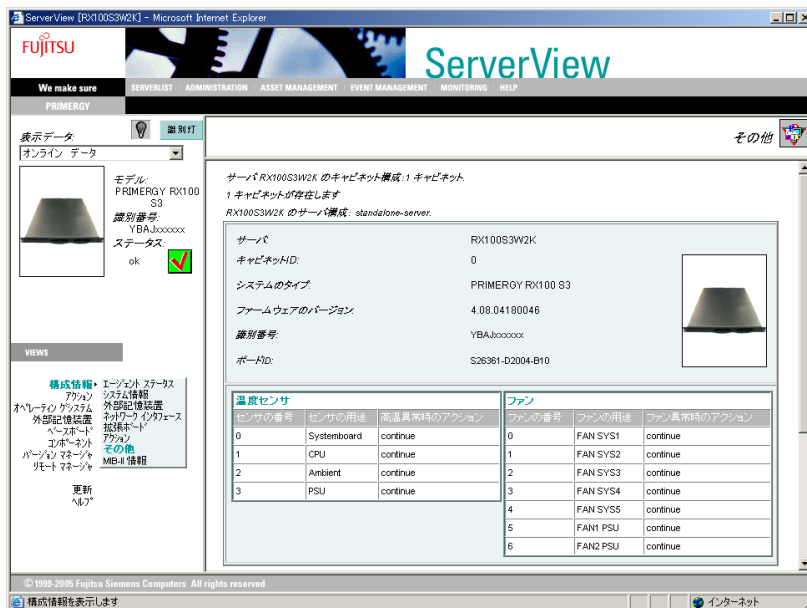 ServerView [RX100S3W2K] - Microsoft Internet Explorer
FUJITSU
ServerView
We make sure
SERVERLIST | ADMINISTRATION | ASSET MANAGEMENT | EVENT MANAGEMENT | MONITORING | HELP
PRIMERGY
表示データ:
識別灯
オンライン データ
その他
モデル:
PRIMERGY RX100 S3
識別番号:
YBAJxxxxxx
ステータス:
ok
サーバ RX100S3W2K のキャビネット構成:1 キャビネット.
1 キャビネットが存在します
RX100S3W2K のサーバ構成: standalone-server.
サーバ: RX100S3W2K
キャビネットID: 0
システムのタイプ: PRIMERGY RX100 S3
ファームウェアのバージョン: 4.08.04180046
識別番号: YBAJxxxxxx
ボードID: S26361-D2004-B10
VIEWS
構成情報
アクション
オペレーティングシステム
外部記憶装置
ベースボード
コンポーネント
バージョン マネージャ
リモート マネージャ
更新
ヘルプ
エージェント ステータス
システム情報
外部記憶装置
ネットワーク インタフェース
拡張ボード
アクション
その他
MIB-II 情報
温度センサ
センサの番号 センサの用途 高温異常時のアクション
0 Systemboard continue
1 CPU continue
2 Ambient continue
3 PSU continue
ファン
ファンの番号 ファンの用途 ファン異常時のアクション
0 FAN SYS1 continue
1 FAN SYS2 continue
2 FAN SYS3 continue
3 FAN SYS4 continue
4 FAN SYS5 continue
5 FAN1 PSU continue
6 FAN2 PSU continue
© 1999-2005 Fujitsu Siemens Computers All rights reserved
構成情報を表示します
インターネット